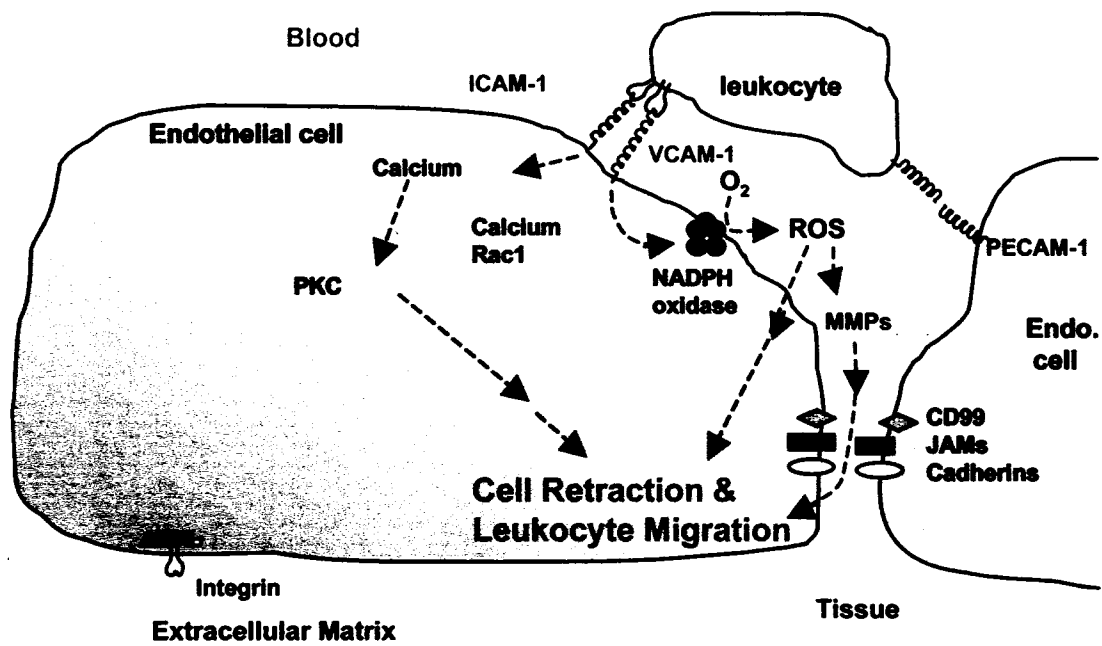 Blood
ICAM-1
leukocyte
Endothelial cell
VCAM-1
Calcium
O₂
Calcium
Rac1
ROS
PECAM-1
NADPH
oxidase
PKC
MMPs
Endo.
cell
CD99
JAMs
Cadherins
Cell Retraction &
Leukocyte Migration
Integrin
Tissue
Extracellular Matrix